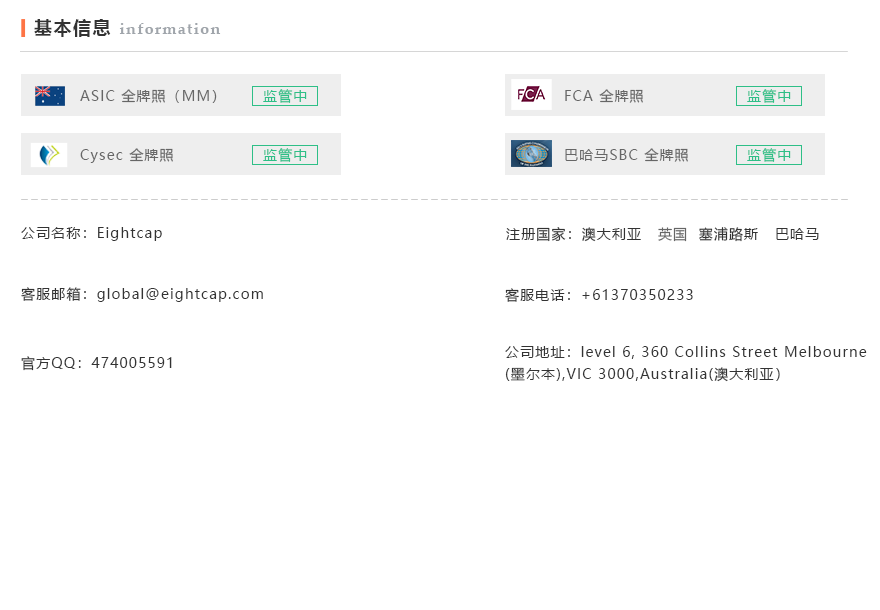 基本信息 information
ASIC 全牌照（MM） 监管中
FCA FCA 全牌照 监管中
Cysec 全牌照 监管中
巴哈马SBC 全牌照 监管中
公司名称：Eightcap
注册国家：澳大利亚 英国 塞浦路斯 巴哈马
客服邮箱：global@eightcap.com
客服电话：+61370350233
官方QQ：474005591
公司地址：level 6, 360 Collins Street Melbourne
(墨尔本),VIC 3000,Australia(澳大利亚）